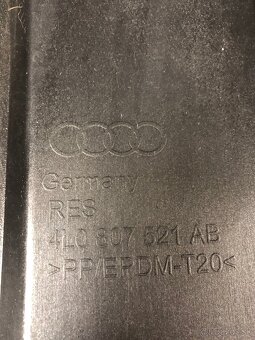 Germany
RES
4L0 807 521 AB
>PP/EPDM-T20<